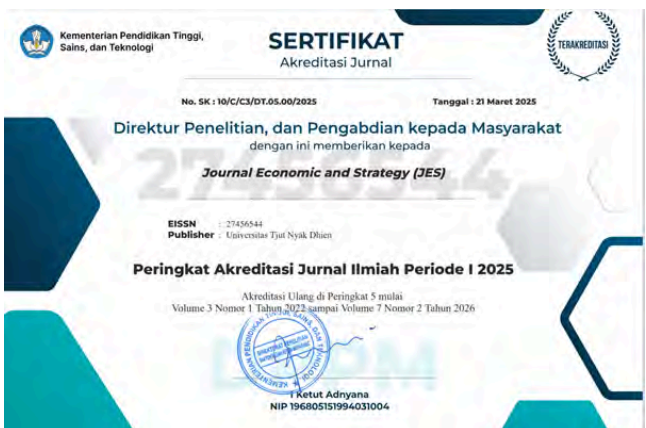 Kementerian Pendidikan Tinggi,
Sains, dan Teknologi
SERTIFIKAT
Akreditasi Jurnal
TERAKREDITASI
No. SK : 10/C/C3/DT.05.00/2025
Tanggal : 21 Maret 2025
Direktur Penelitian, dan Pengabdian kepada Masyarakat
dengan ini memberikan kepada
27456544
Journal Economic and Strategy (JES)
EISSN : 27456544
Publisher : Universitas Tjut Nyak Dhien
Peringkat Akreditasi Jurnal Ilmiah Periode I 2025
Akreditasi Ulang di Peringkat 5 mulai
Volume 3 Nomor 1 Tahun 2022 sampai Volume 7 Nomor 2 Tahun 2026
I Ketut Adnyana
NIP 196805151994031004